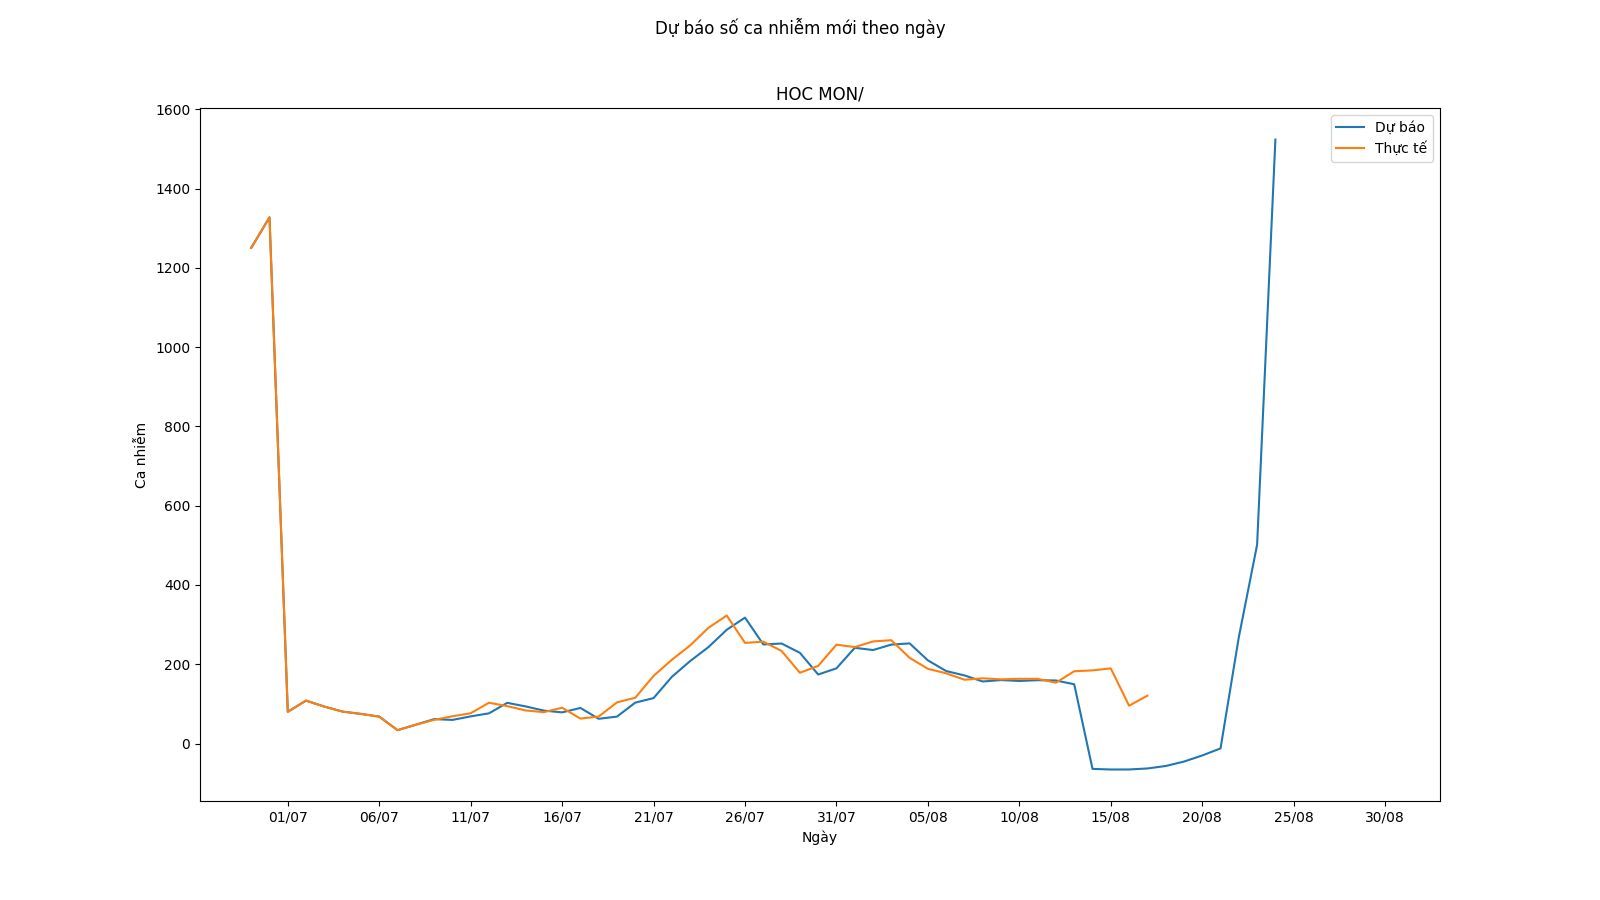 Dự báo số ca nhiễm mới theo ngày
HOC MON/
Dự báo
Thực tế
1600
1400
1200
1000
800
600
400
200
0
Ca nhiễm
01/07 06/07 11/07 16/07 21/07 26/07 31/07 05/08 10/08 15/08 20/08 25/08 30/08
Ngày